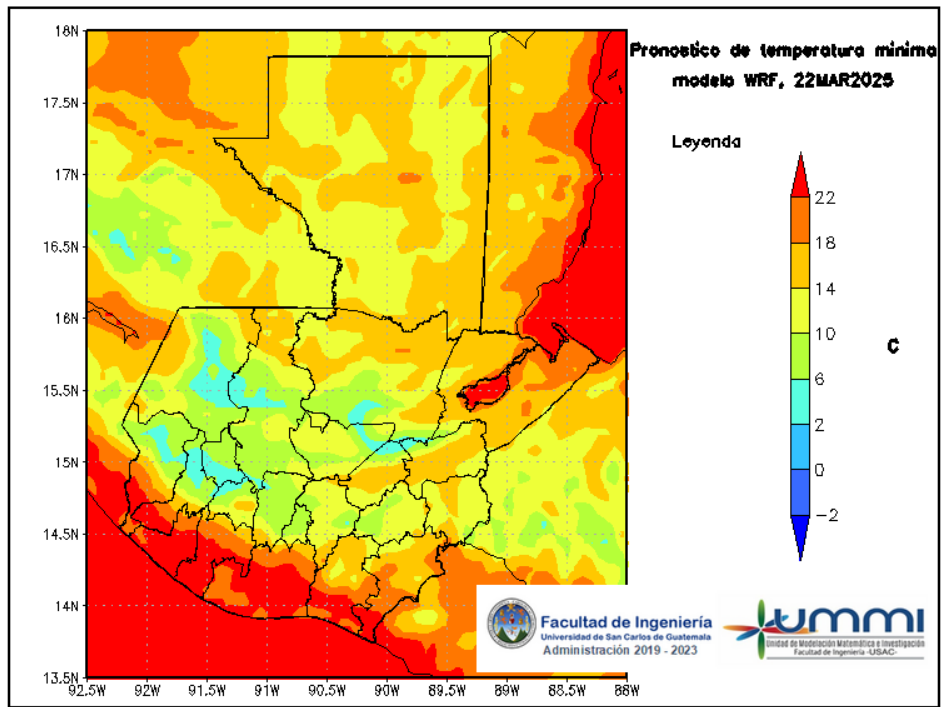 Pronostico de temperatura minima
modelo WRF, 22MAR2025
Leyenda
22
18
14
10
6
2
0
−2
C
18N
17.5N
17N
16.5N
16N
15.5N
15N
14.5N
14N
13.5N
92.5W
92W
91.5W
91W
90.5W
90W
89.5W
89W
88.5W
88W
Facultad de Ingeniería
Universidad de San Carlos de Guatemala
Administración 2019 - 2023
UMMI
Unidad de Modelación Matemática e Investigación
Facultad de Ingeniería -USAC-